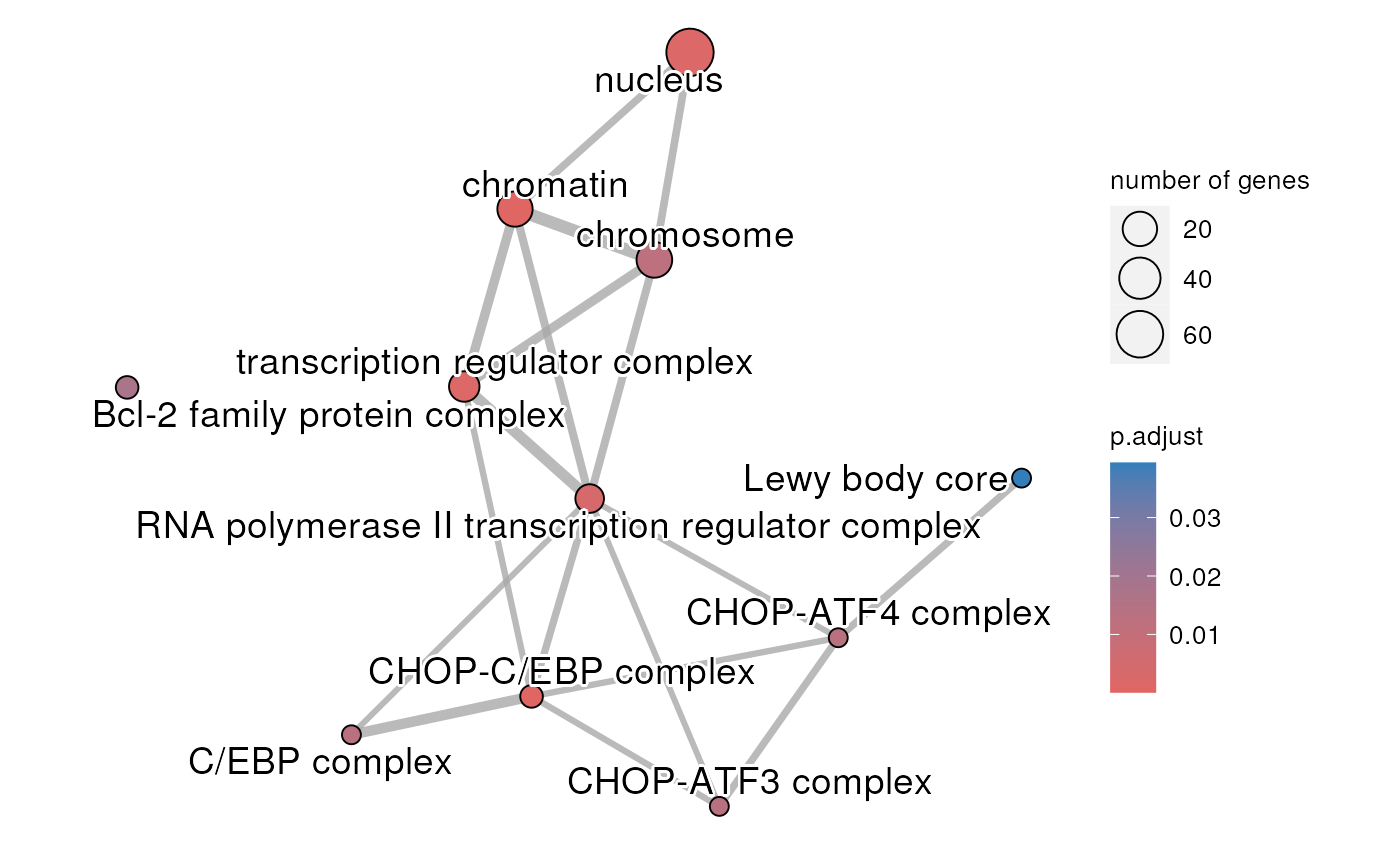 nucleus
chromatin
chromosome
transcription regulator complex
Bcl-2 family protein complex
Lewy body core
RNA polymerase II transcription regulator complex
CHOP-ATF4 complex
CHOP-C/EBP complex
C/EBP complex
CHOP-ATF3 complex
number of genes
20
40
60
p.adjust
0.03
0.02
0.01